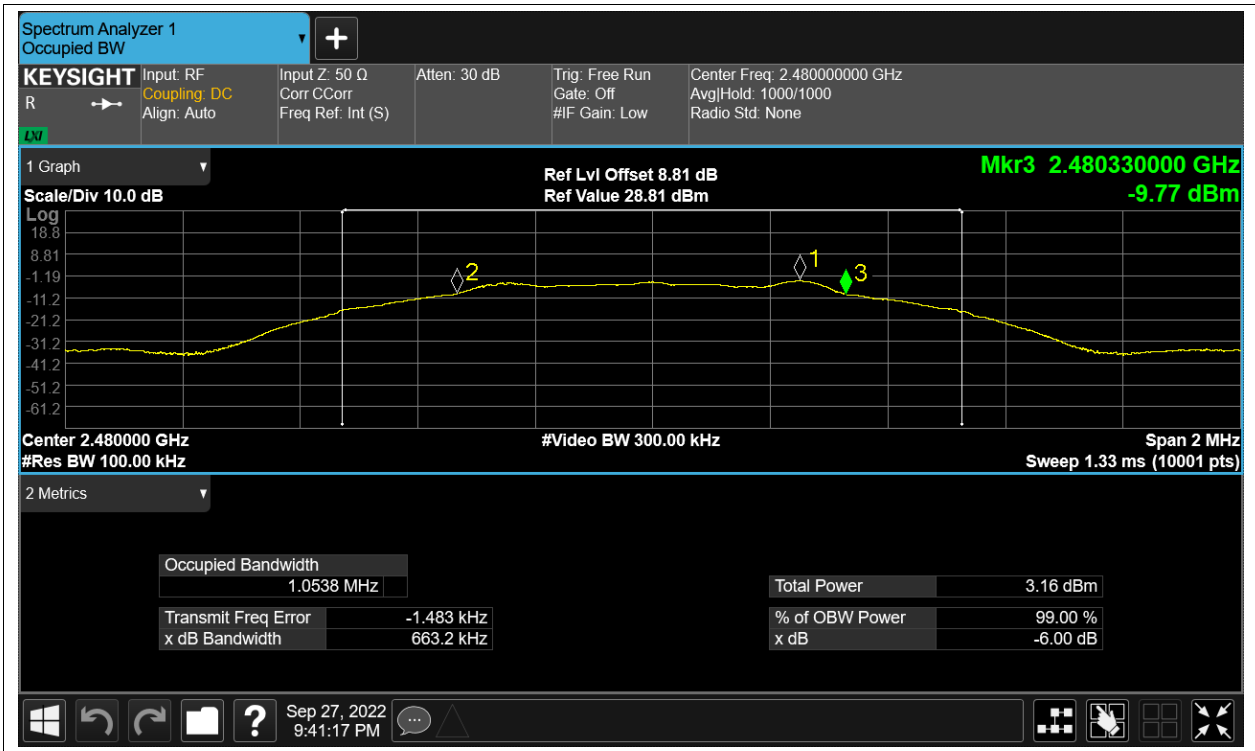 Spectrum Analyzer 1
Occupied BW
KEYSIGHT
R
LXI
Input: RF
Coupling: DC
Align: Auto
Input Z: 50 Ω
Corr CCorr
Freq Ref: Int (S)
Atten: 30 dB
Trig: Free Run
Gate: Off
#IF Gain: Low
Center Freq: 2.480000000 GHz
Avg|Hold: 1000/1000
Radio Std: None
1 Graph
Scale/Div 10.0 dB
Ref Lvl Offset 8.81 dB
Ref Value 28.81 dBm
Mkr3 2.480330000 GHz
-9.77 dBm
Log
18.8
8.81
-1.19
-11.2
-21.2
-31.2
-41.2
-51.2
-61.2
2
1
3
Center 2.480000 GHz
#Res BW 100.00 kHz
#Video BW 300.00 kHz
Span 2 MHz
Sweep 1.33 ms (10001 pts)
2 Metrics
Occupied Bandwidth
1.0538 MHz
Transmit Freq Error -1.483 kHz
x dB Bandwidth 663.2 kHz
Total Power 3.16 dBm
% of OBW Power 99.00 %
x dB -6.00 dB
?
Sep 27, 2022
9:41:17 PM